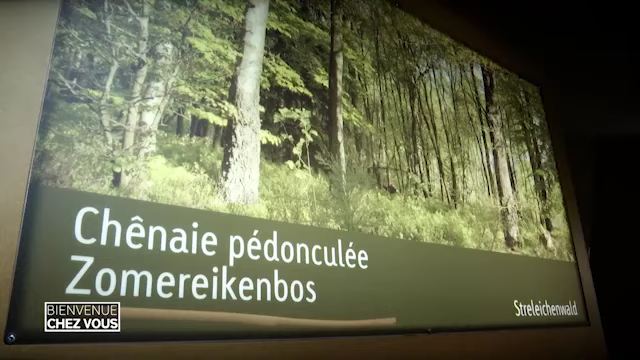 Chênaie pédonculée
Zomereikenbos
Streleichenwald
BIENVENUE
CHEZ VOUS